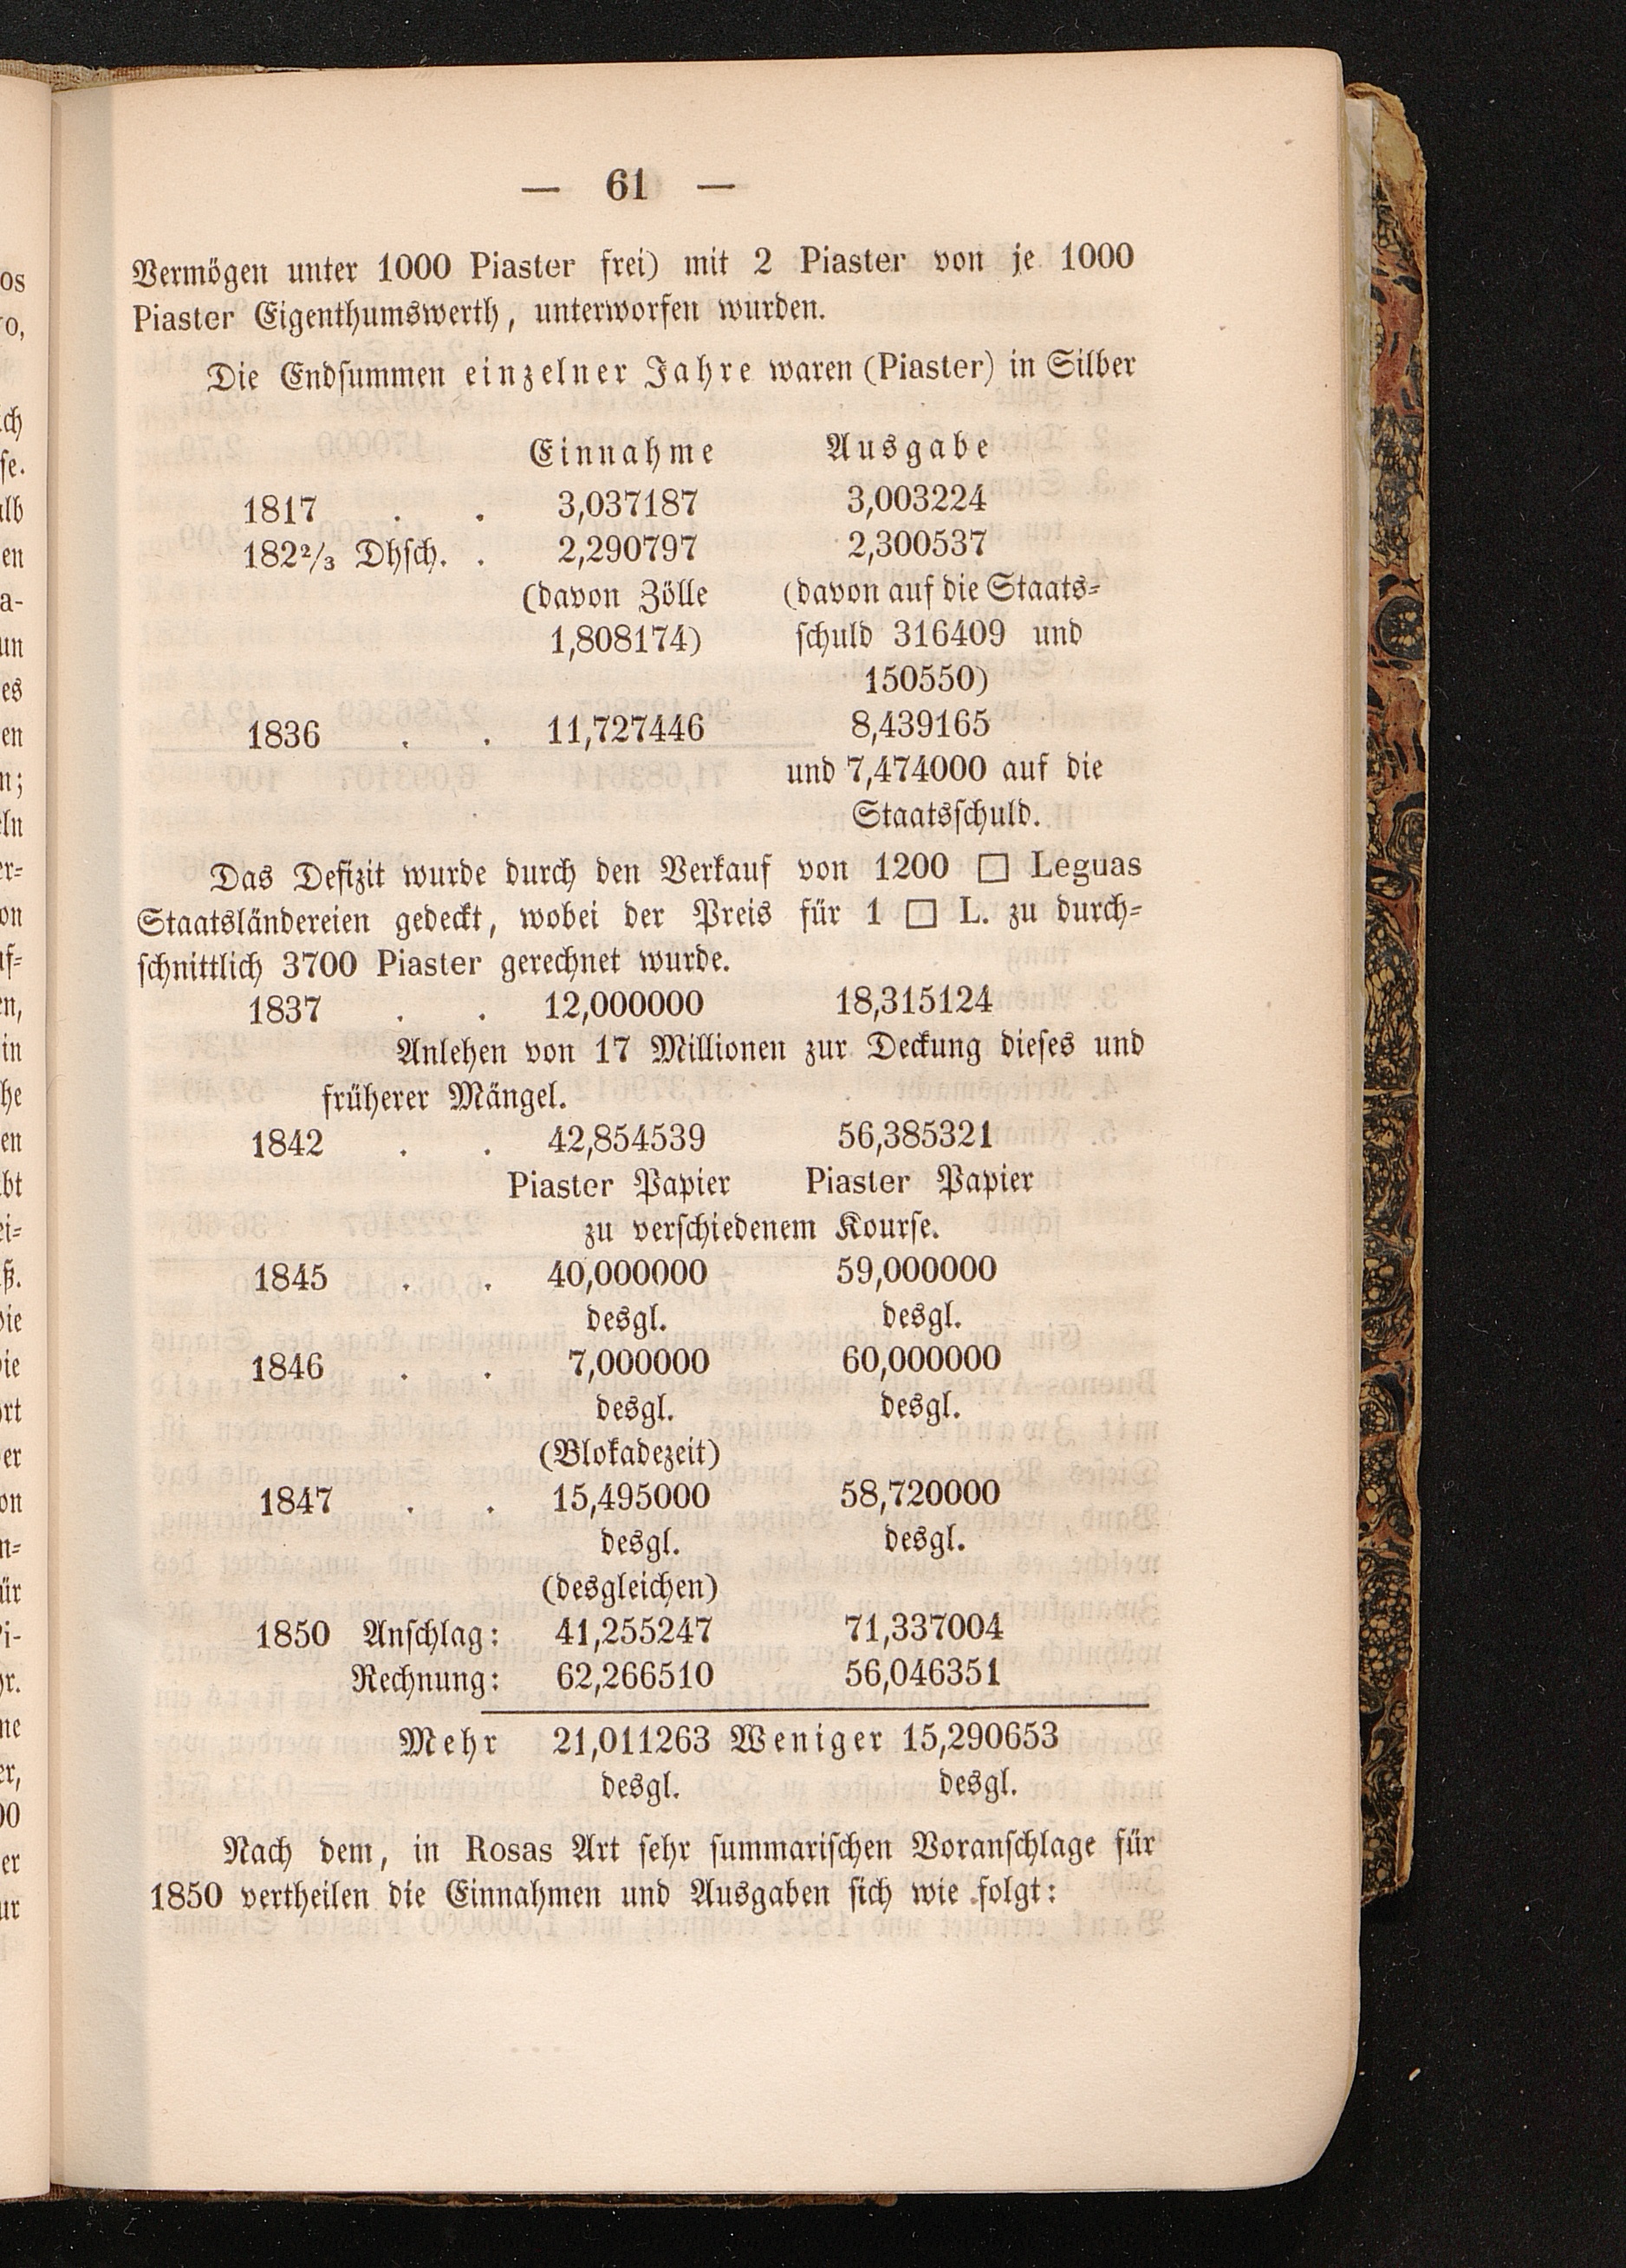 — 61 —
Vermögen unter 1000 Piaster frei) mit 2 Piaster von je 1000
Piaster Eigenthumswerth, unterworfen wurden.
Die Endsummen einzelner Jahre waren (Piaster) in Silber
Einnahme Ausgabe
1817 . . 3,037187 3,003224
182²/₃ Dhsch. . 2,290797 2,300537
(davon Zölle (davon auf die Staats-
1,808174) schuld 316409 und
150550)
1836 . . 11,727446 8,439165
und 7,474000 auf die
Staatsschuld.
Das Defizit wurde durch den Verkauf von 1200 □ Leguas
Staatsländereien gedeckt, wobei der Preis für 1 □ L. zu durch-
schnittlich 3700 Piaster gerechnet wurde.
1837 . . 12,000000 18,315124
Anlehen von 17 Millionen zur Deckung dieses und
früherer Mängel.
1842 . . 42,854539 56,385321
Piaster Papier Piaster Papier
zu verschiedenem Kourse.
1845 . . 40,000000 59,000000
desgl. desgl.
1846 . . 7,000000 60,000000
desgl. desgl.
(Blokadezeit)
1847 . . 15,495000 58,720000
desgl. desgl.
(desgleichen)
1850 Anschlag: 41,255247 71,337004
Rechnung: 62,266510 56,046351
Mehr 21,011263 Weniger 15,290653
desgl. desgl.
Nach dem, in Rosas Art sehr summarischen Voranschlage für
1850 vertheilen die Einnahmen und Ausgaben sich wie folgt: